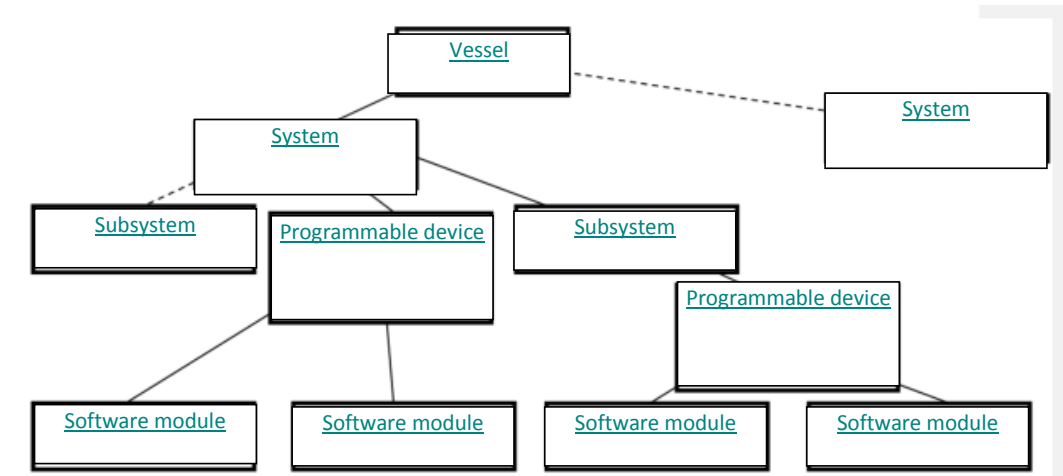 Vessel
System
System
Subsystem
Programmable device
Subsystem
Programmable device
Software module
Software module
Software module
Software module